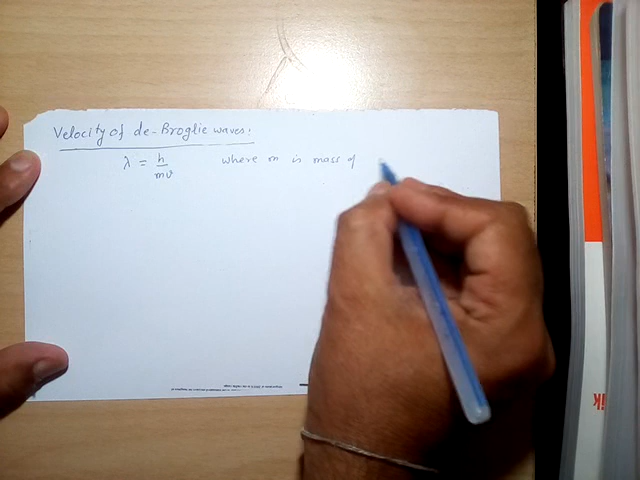 Velocity of de-Broglie waves:
λ = h/mv where m is mass of